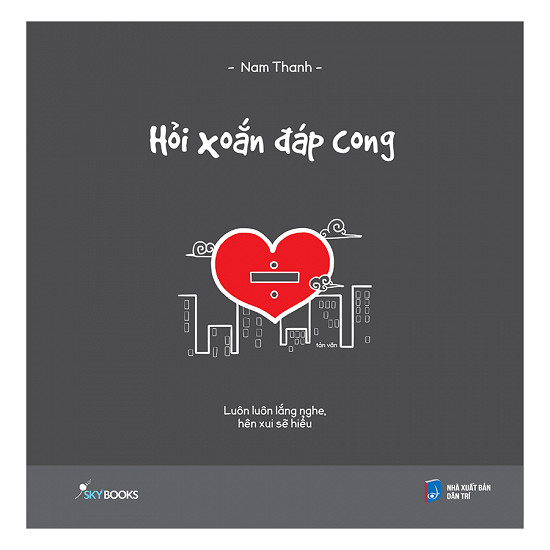 - Nam Thanh -
Hỏi xoắn đáp cong
tản văn
Luôn luôn lắng nghe,
hên xui sẽ hiểu
SKYBOOKS
NHÀ XUẤT BẢN
DÂN TRÍ